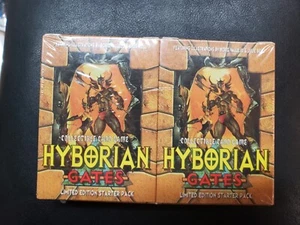 COLLECTIBLE CARD GAME
HYBORIAN
GATES
LIMITED EDITION STARTER PACK
COLLECTIBLE CARD GAME
HYBORIAN
GATES
LIMITED EDITION STARTER PACK